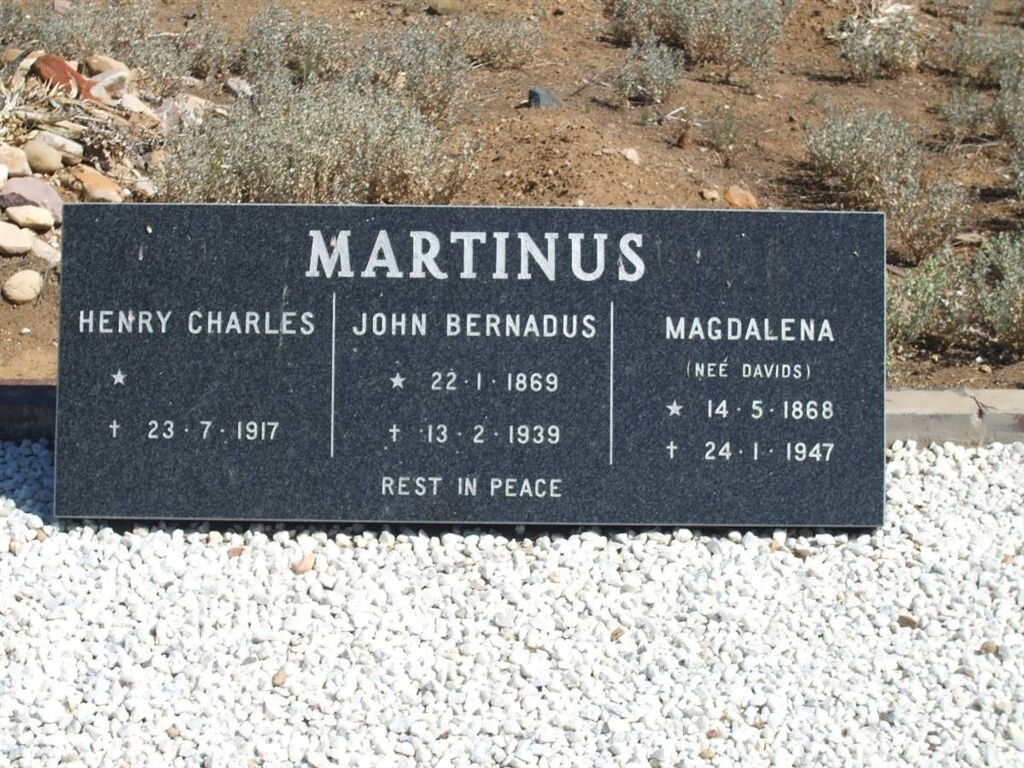 MARTINUS
HENRY CHARLES
★
† 23·7·1917
JOHN BERNADUS
★ 22·1·1869
† 13·2·1939
MAGDALENA
(NEÉ DAVIDS)
★ 14·5·1868
† 24·1·1947
REST IN PEACE